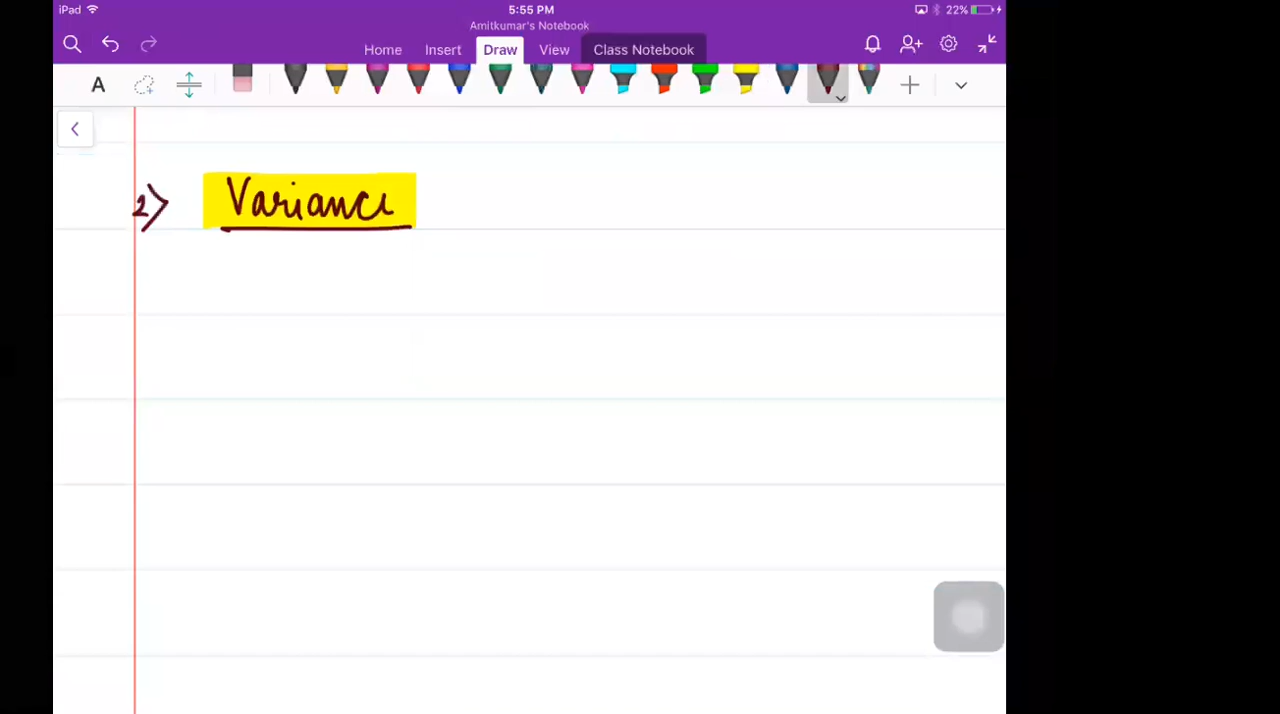 iPad 5:55 PM 22%
Amitkumar's Notebook
Home Insert Draw View Class Notebook
A
2) Variance